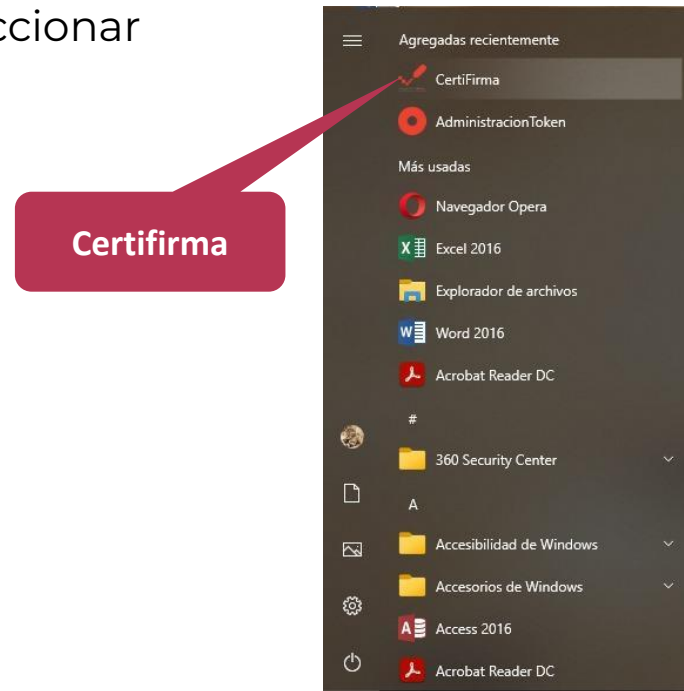 ccionar
Certifirma
Agregadas recientemente
CertiFirma
AdministracionToken
Más usadas
Navegador Opera
Excel 2016
Explorador de archivos
Word 2016
Acrobat Reader DC
#
360 Security Center
A
Accesibilidad de Windows
Accesorios de Windows
Access 2016
Acrobat Reader DC